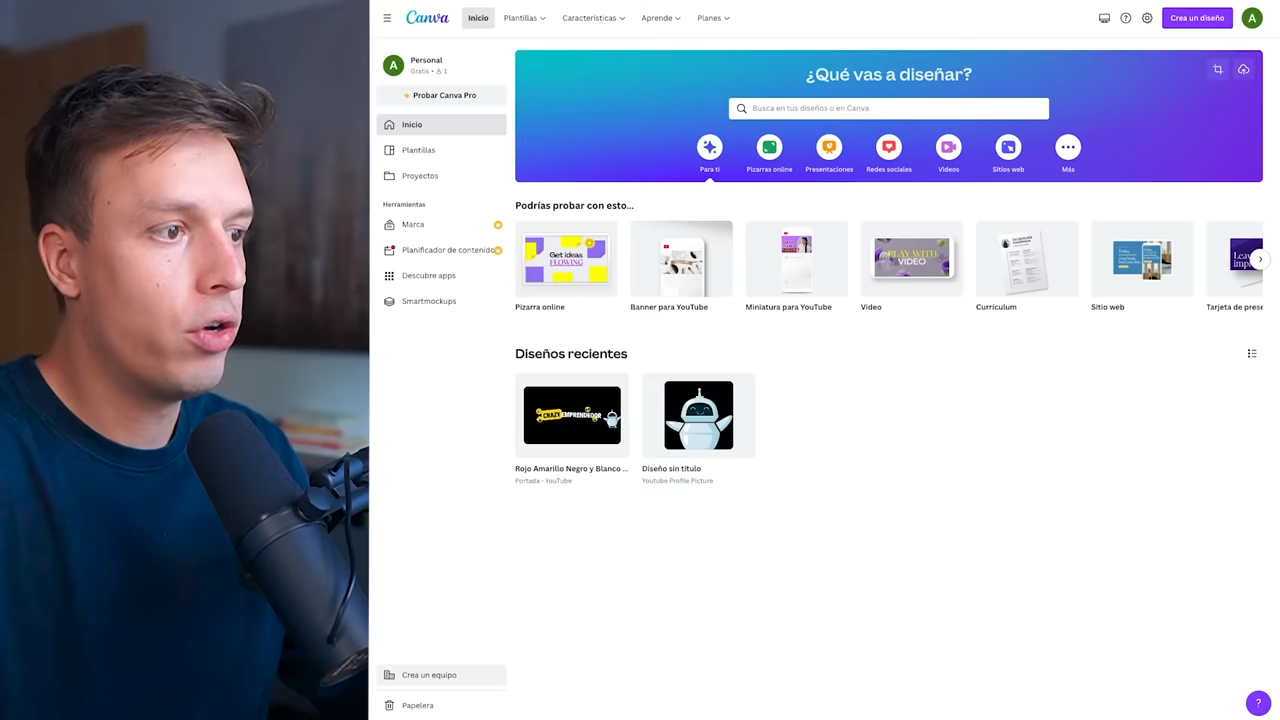 Canva
Inicio
Plantillas
Características
Aprende
Planes
Crea un diseño
A
A
Personal
Gratis • 1
Probar Canva Pro
Inicio
Plantillas
Proyectos
Herramientas
Marca
Planificador de contenido
Descubre apps
Smartmockups
Crea un equipo
Papelera
¿Qué vas a diseñar?
Busca en tus diseños o en Canva
Para ti
Pizarras online
Presentaciones
Redes sociales
Videos
Sitios web
Más
Podrías probar con esto...
Get ideas
FLOWING
PLAY WITH
VIDEO
Pizarra online
Banner para YouTube
Miniatura para YouTube
Video
Currículum
Sitio web
Tarjeta de prese
Diseños recientes
CRAZY EMPRENDEDOR
Rojo Amarillo Negro y Blanco ...
Portada - YouTube
Diseño sin título
Youtube Profile Picture
?